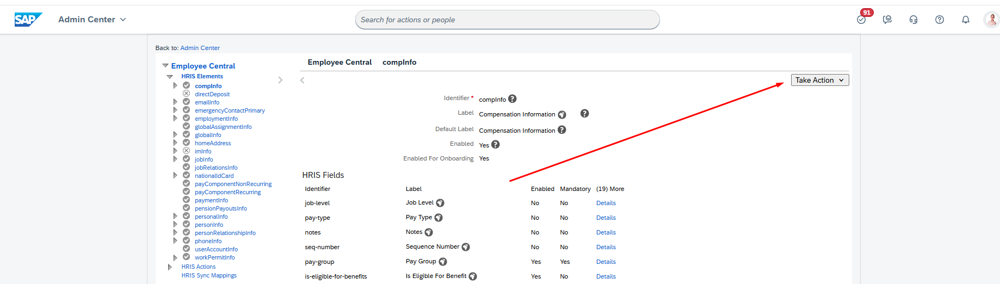 SAP Admin Center Search for actions or people 91
Back to: Admin Center
Employee Central
HRIS Elements
compInfo
directDeposit
emailInfo
emergencyContactPrimary
employmentInfo
globalAssignmentInfo
globalInfo
homeAddress
imInfo
jobInfo
jobRelationsInfo
nationalIdCard
payComponentNonRecurring
payComponentRecurring
paymentInfo
pensionPayoutsInfo
personalInfo
personInfo
personRelationshipInfo
phoneInfo
userAccountInfo
workPermitInfo
HRIS Actions
HRIS Sync Mappings
Employee Central compInfo
Take Action
Identifier * compInfo ?
Label Compensation Information ?
Default Label Compensation Information ?
Enabled Yes ?
Enabled For Onboarding Yes
HRIS Fields
Identifier Label Enabled Mandatory (19) More
job-level Job Level No No Details
pay-type Pay Type No No Details
notes Notes No No Details
seq-number Sequence Number No No Details
pay-group Pay Group Yes Yes Details
is-eligible-for-benefits Is Eligible For Benefit Yes No Details